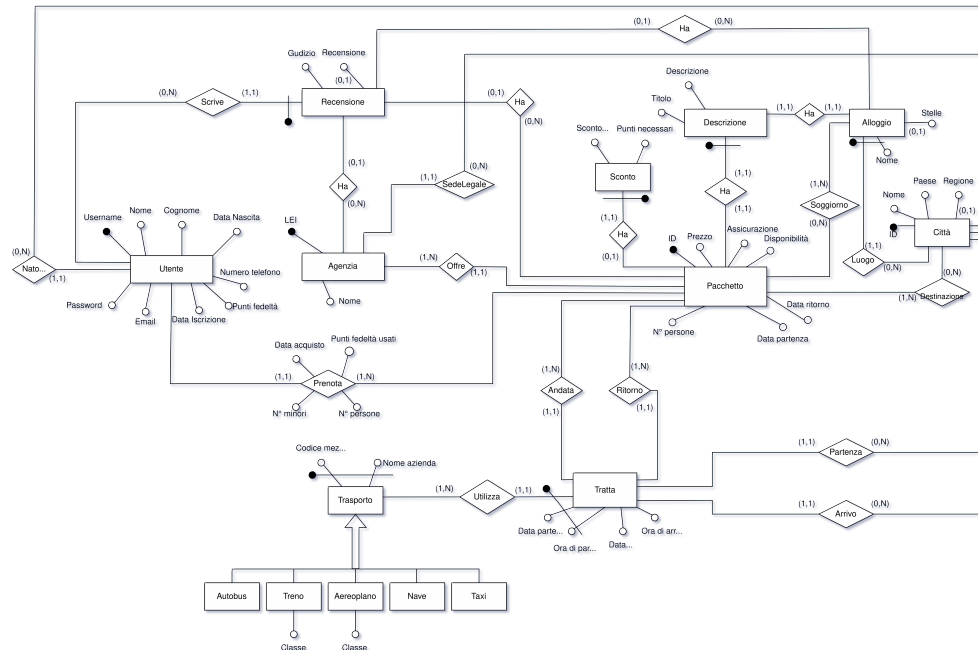 (0,1)
Ha
(0,N)
Gudizio
Recensione
(0,1)
Descrizione
Titolo
(0,N)
Scrive
(1,1)
Recensione
(0,1)
Ha
(0,N)
Descrizione
(1,1)
Ha
(1,1)
Alloggio
Stelle
(0,1)
Nome
Sconto...
Punti necessari
(0,1)
Ha
(0,N)
(1,1)
SedeLegale
(0,N)
Sconto
(1,1)
Ha
(1,1)
(1,N)
Soggiorno
(0,N)
Nome
Paese
Regione
(0,1)
ID
Città
Username
Nome
Cognome
Data Nascita
LEI
(1,1)
Ha
(0,1)
ID
Prezzo
Assicurazione
Disponibilità
(0,N)
Nato...
(1,1)
Utente
Numero telefono
Punti fedeltà
Password
Email
Data Iscrizione
Agenzia
Nome
(1,N)
Offre
(1,1)
Pacchetto
(1,1)
Luogo
(0,N)
(0,N)
(1,N)
Destinazione
N° persone
Data ritorno
Data partenza
Data acquisto
Punti fedeltà usati
(1,1)
Prenota
(1,N)
N° minori
N° persone
(1,N)
Andata
(1,1)
(1,N)
Ritorno
(1,1)
Codice mez...
Nome azienda
(1,1)
Partenza
(0,N)
Trasporto
(1,N)
Utilizza
(1,1)
Tratta
(1,1)
Arrivo
(0,N)
Data parte...
Ora di par...
Data...
Ora di arr...
Autobus
Treno
Aereoplano
Nave
Taxi
Classe
Classe